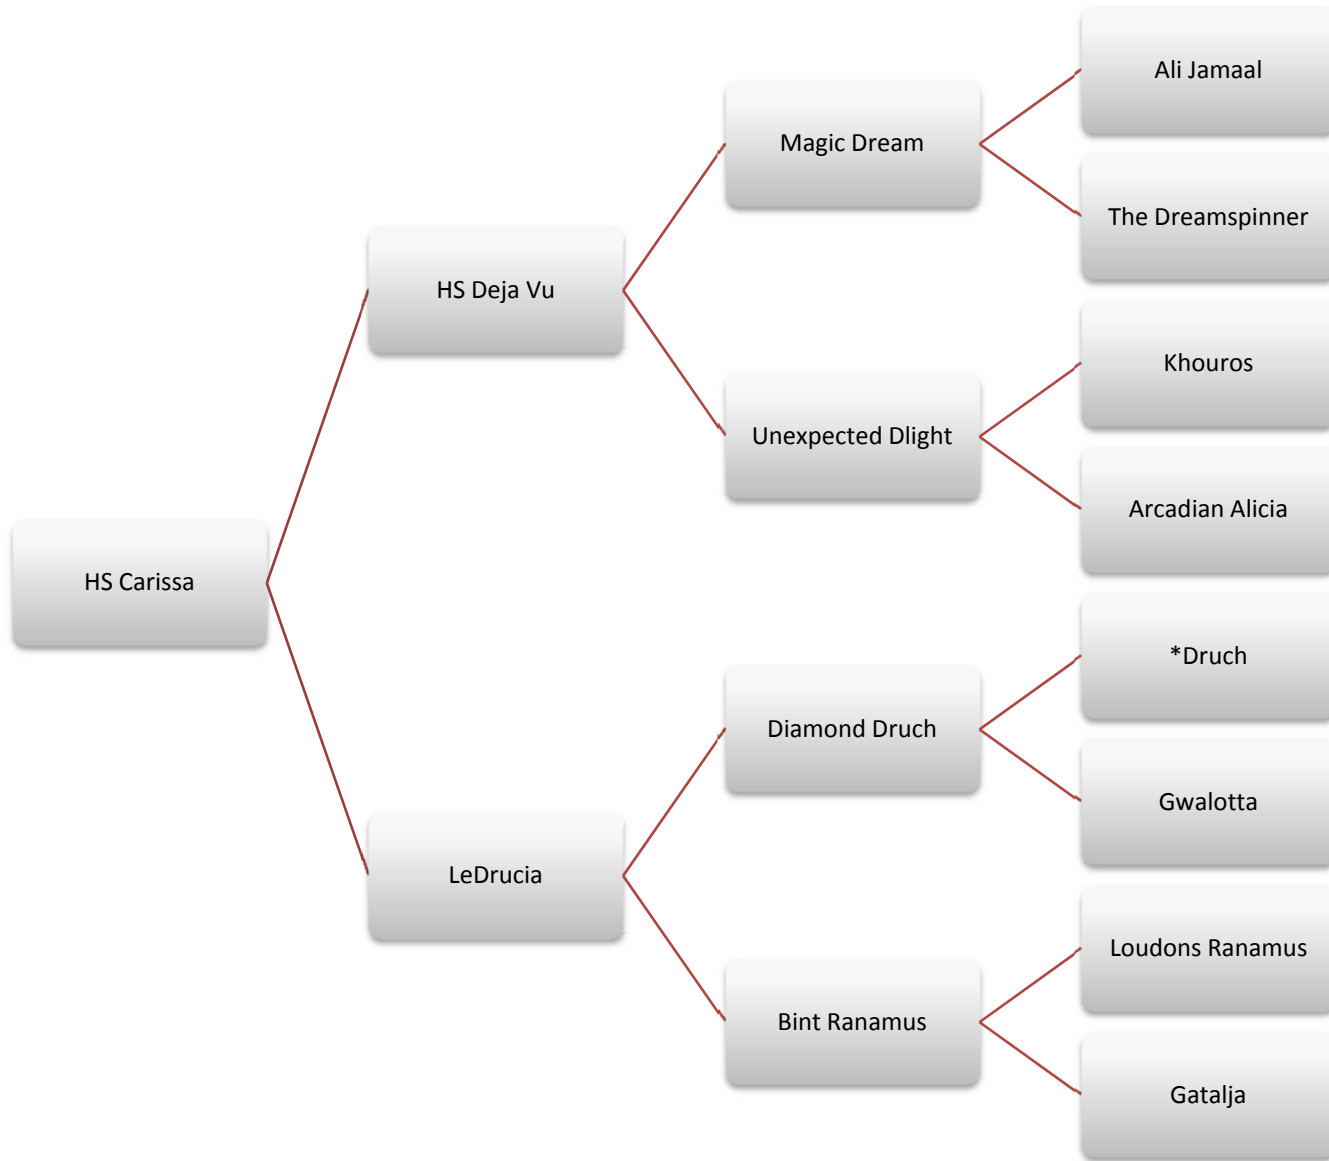 HS Carissa
HS Deja Vu
Magic Dream
Ali Jamaal
The Dreamspinner
Unexpected Dlight
Khouros
Arcadian Alicia
LeDrucia
Diamond Druch
*Druch
Gwalotta
Bint Ranamus
Loudons Ranamus
Gatalja